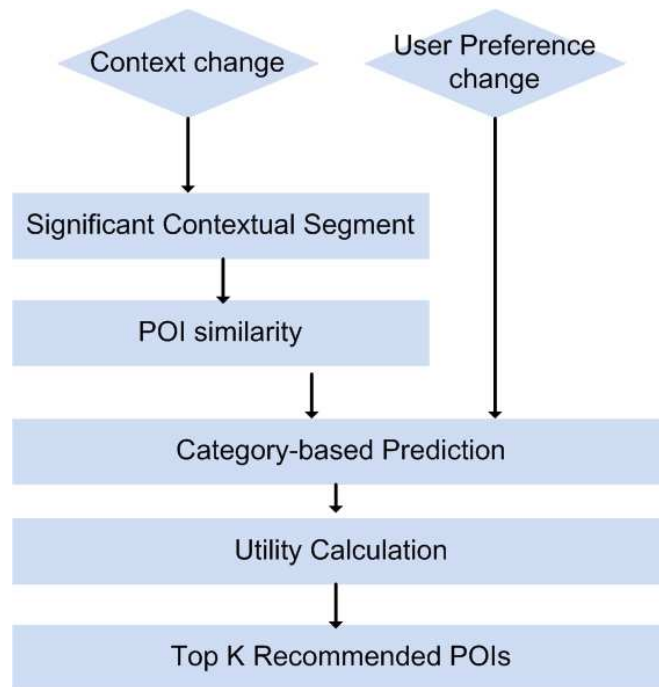 Context change
User Preference
change
Significant Contextual Segment
POI similarity
Category-based Prediction
Utility Calculation
Top K Recommended POIs